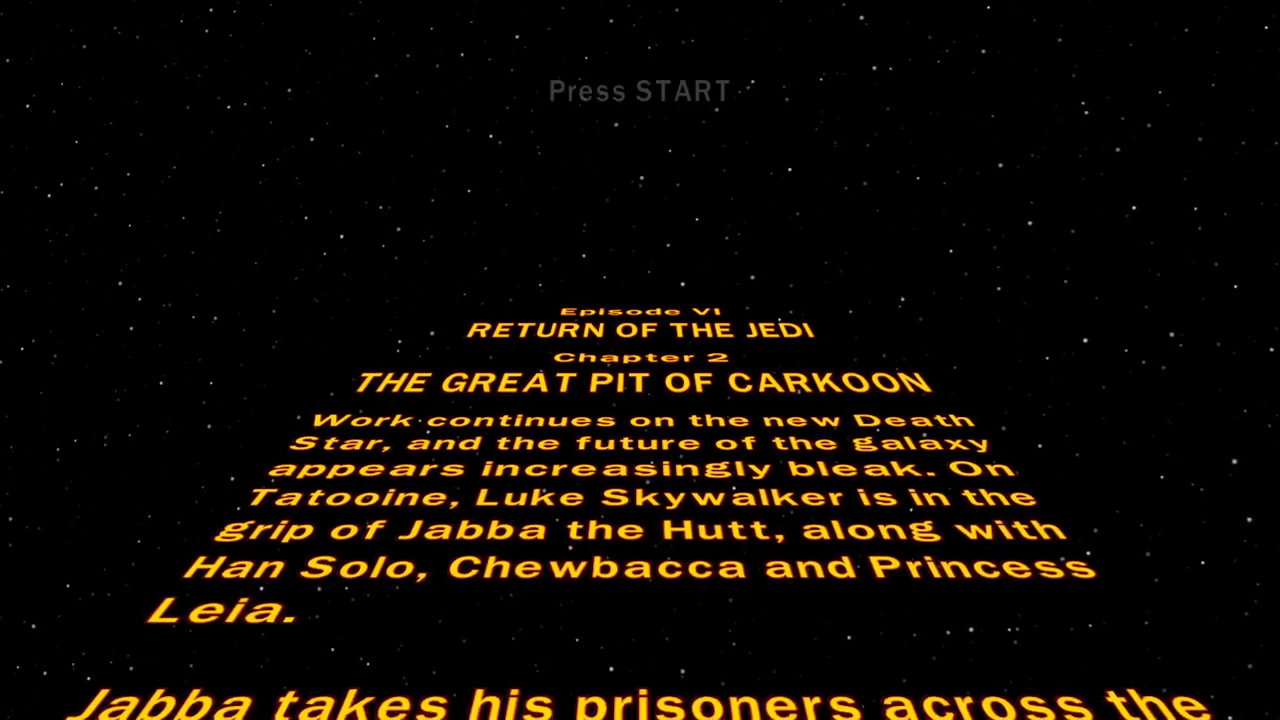 Press START
Episode VI
RETURN OF THE JEDI
Chapter 2
THE GREAT PIT OF CARKOON
Work continues on the new Death
Star, and the future of the galaxy
appears increasingly bleak. On
Tatooine, Luke Skywalker is in the
grip of Jabba the Hutt, along with
Han Solo, Chewbacca and Princess
Leia.
Jabba takes his prisoners across the